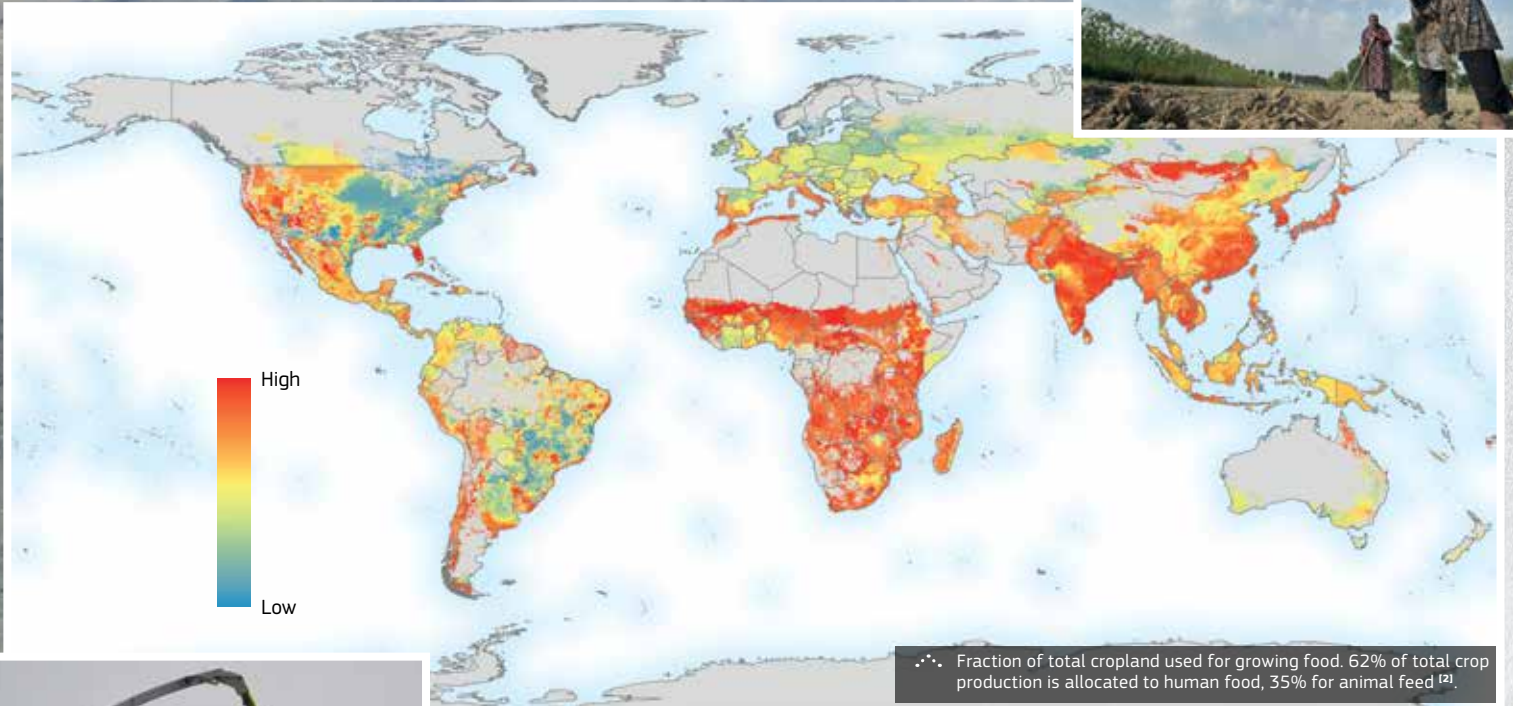 High
Low
Fraction of total cropland used for growing food. 62% of total crop
production is allocated to human food, 35% for animal feed [2].